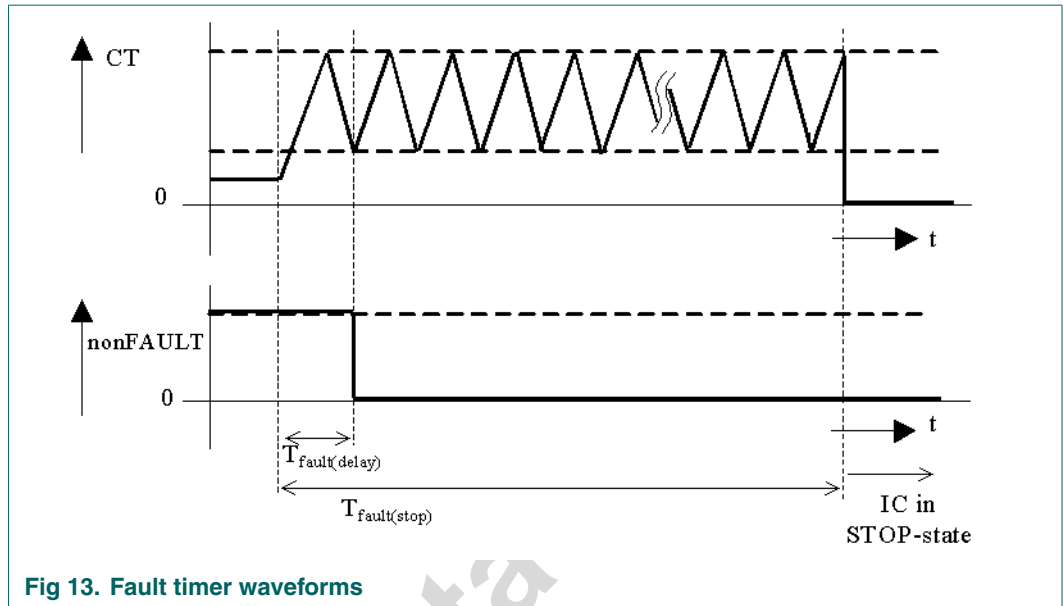 CT
0
t
nonFAULT
0
t
Tfault(delay)
Tfault(stop)
IC in
STOP-state
Fig 13. Fault timer waveforms